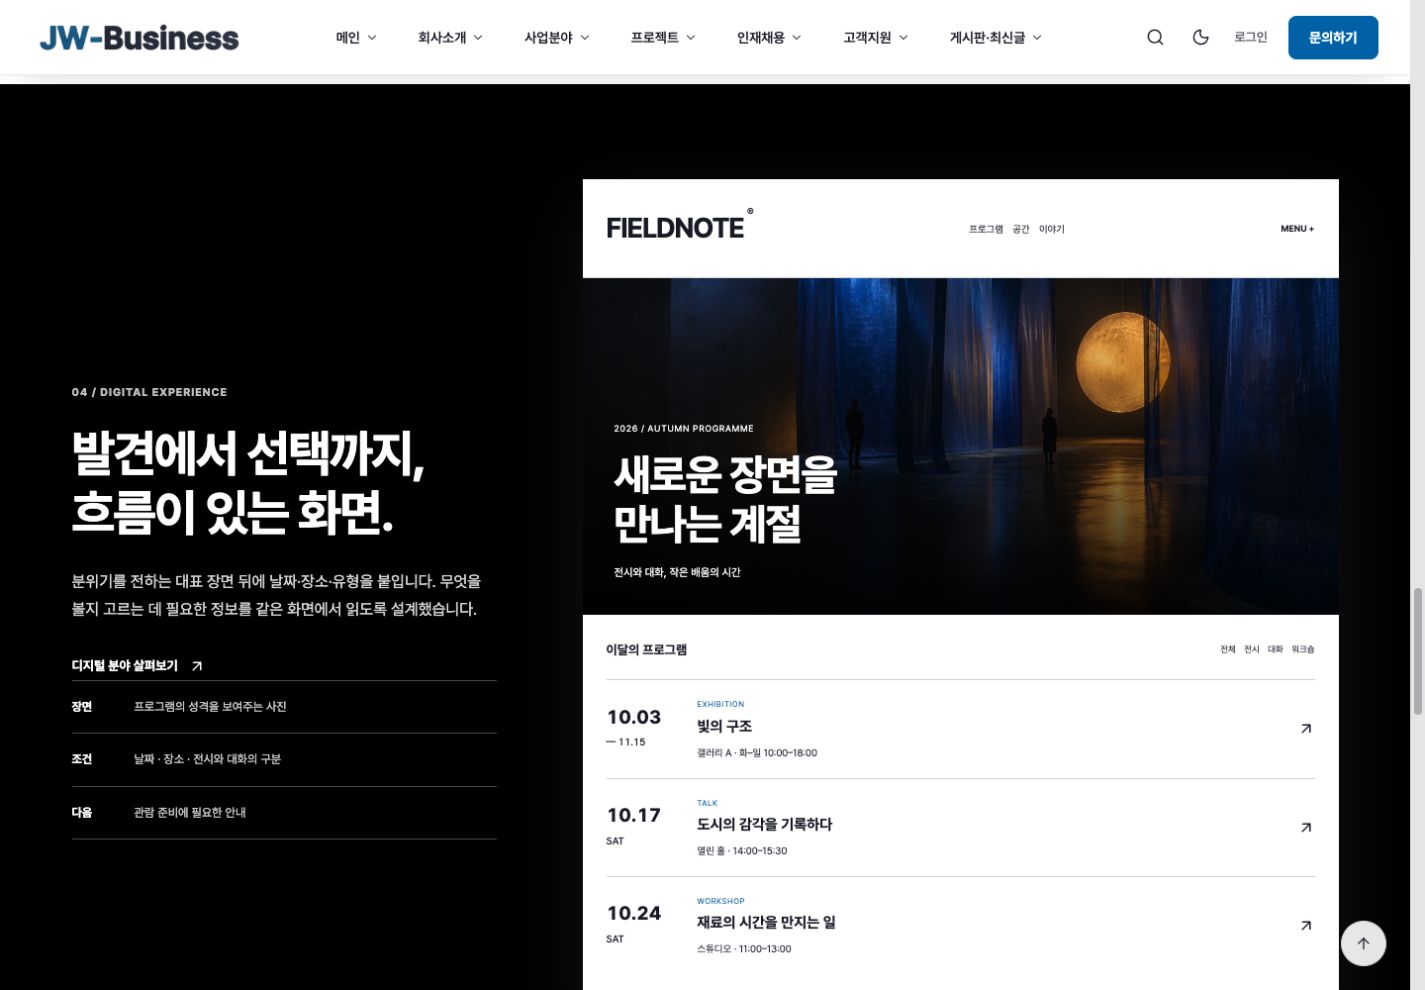 JW-Business
메인
회사소개
사업분야
프로젝트
인재채용
고객지원
게시판·최신글
로그인
문의하기
04 / DIGITAL EXPERIENCE
발견에서 선택까지,
흐름이 있는 화면.
분위기를 전하는 대표 장면 뒤에 날짜·장소·유형을 붙입니다. 무엇을
볼지 고르는 데 필요한 정보를 같은 화면에서 읽도록 설계했습니다.
디지털 분야 살펴보기
장면 프로그램의 성격을 보여주는 사진
조건 날짜 · 장소 · 전시와 대화의 구분
다음 관람 준비에 필요한 안내
FIELDNOTE ®
프로그램 공간 이야기
MENU +
2026 / AUTUMN PROGRAMME
새로운 장면을
만나는 계절
전시와 대화, 작은 배움의 시간
이달의 프로그램
전체 전시 대화 워크숍
10.03
— 11.15
EXHIBITION
빛의 구조
갤러리 A · 화–일 10:00–18:00
10.17
SAT
TALK
도시의 감각을 기록하다
열린 홀 · 14:00–15:30
10.24
SAT
WORKSHOP
재료의 시간을 만지는 일
스튜디오 · 11:00–13:00